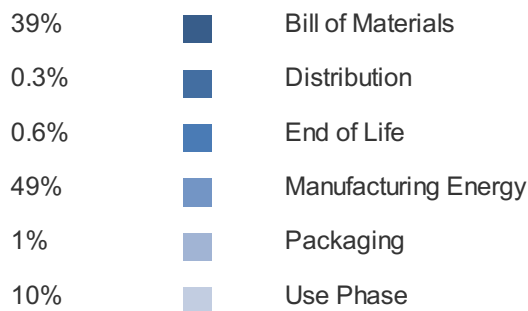 39% Bill of Materials
0.3% Distribution
0.6% End of Life
49% Manufacturing Energy
1% Packaging
10% Use Phase